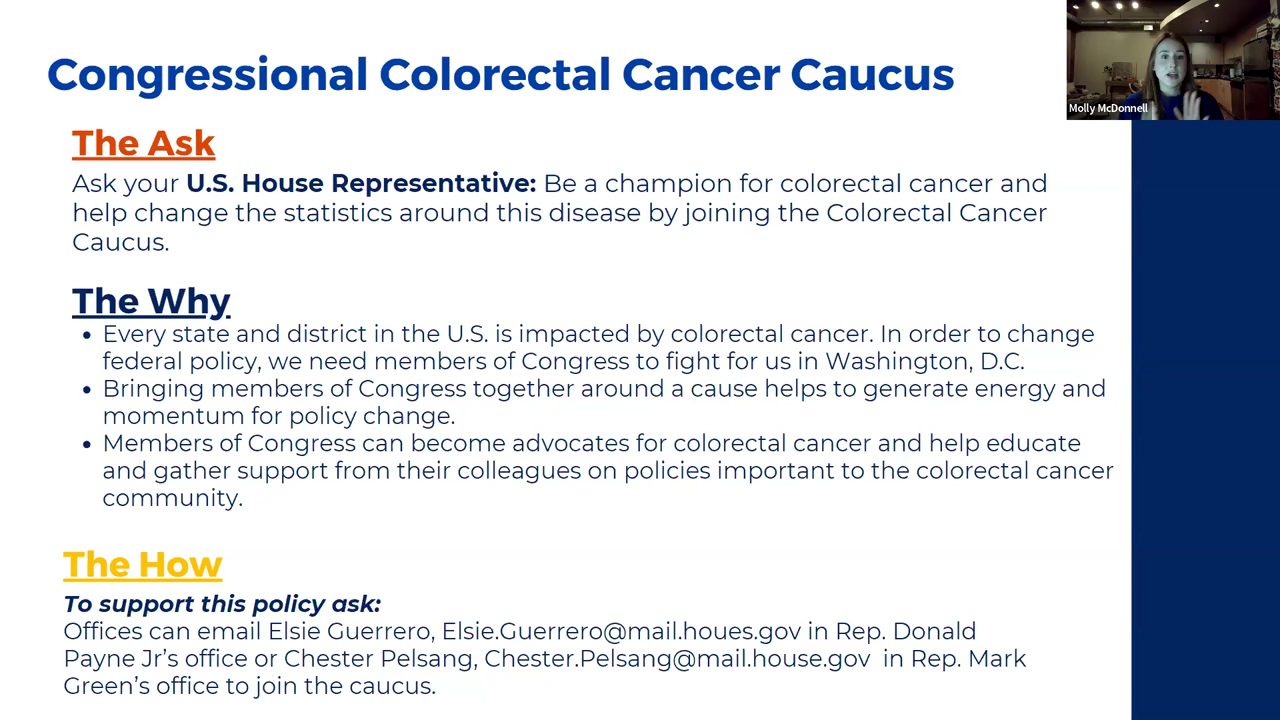 Congressional Colorectal Cancer Caucus
Molly McDonnell
The Ask
Ask your U.S. House Representative: Be a champion for colorectal cancer and
help change the statistics around this disease by joining the Colorectal Cancer
Caucus.
The Why
• Every state and district in the U.S. is impacted by colorectal cancer. In order to change
federal policy, we need members of Congress to fight for us in Washington, D.C.
• Bringing members of Congress together around a cause helps to generate energy and
momentum for policy change.
• Members of Congress can become advocates for colorectal cancer and help educate
and gather support from their colleagues on policies important to the colorectal cancer
community.
The How
To support this policy ask:
Offices can email Elsie Guerrero, Elsie.Guerrero@mail.houes.gov in Rep. Donald
Payne Jr's office or Chester Pelsang, Chester.Pelsang@mail.house.gov in Rep. Mark
Green's office to join the caucus.